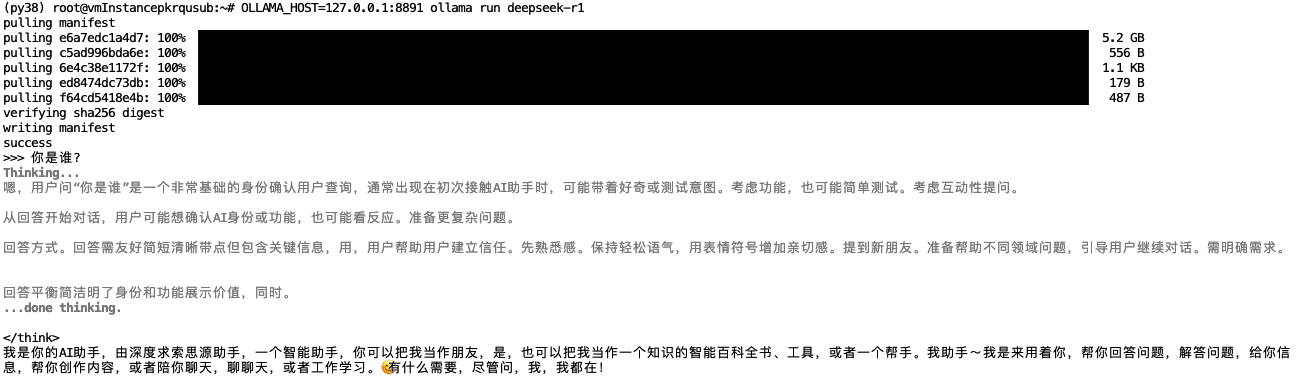 (py38) root@vmInstancepkrqusub:~# OLLAMA_HOST=127.0.0.1:8891 ollama run deepseek-r1
pulling manifest
pulling e6a7edc1a4d7: 100% 5.2 GB
pulling c5ad996bda6e: 100% 556 B
pulling 6e4c38e1172f: 100% 1.1 KB
pulling ed8474dc73db: 100% 179 B
pulling f64cd5418e4b: 100% 487 B
verifying sha256 digest
writing manifest
success
>>> 你是谁?
Thinking...
嗯，用户问“你是谁”是一个非常基础的身份确认用户查询，通常出现在初次接触AI助手时，可能带着好奇或测试意图。考虑功能，也可能简单测试。考虑互动性提问。
从回答开始对话，用户可能想确认AI身份或功能，也可能看反应。准备更复杂问题。
回答方式。回答需友好简短清晰带点但包含关键信息，用，用户帮助用户建立信任。先熟悉感。保持轻松语气，用表情符号增加亲切感。提到新朋友。准备帮助不同领域问题，引导用户继续对话。需明确需求。
回答平衡简洁明了身份和功能展示价值，同时。
...done thinking.
</think>
我是你的AI助手，由深度求索思源助手，一个智能助手，你可以把我当作朋友，是，也可以把我当作一个知识的智能百科全书、工具，或者一个帮手。我助手～我是来用着你，帮你回答问题，解答问题，给你信
息，帮你创作内容，或者陪你聊天，聊聊天，或者工作学习。😊有什么需要，尽管问，我，我都在！